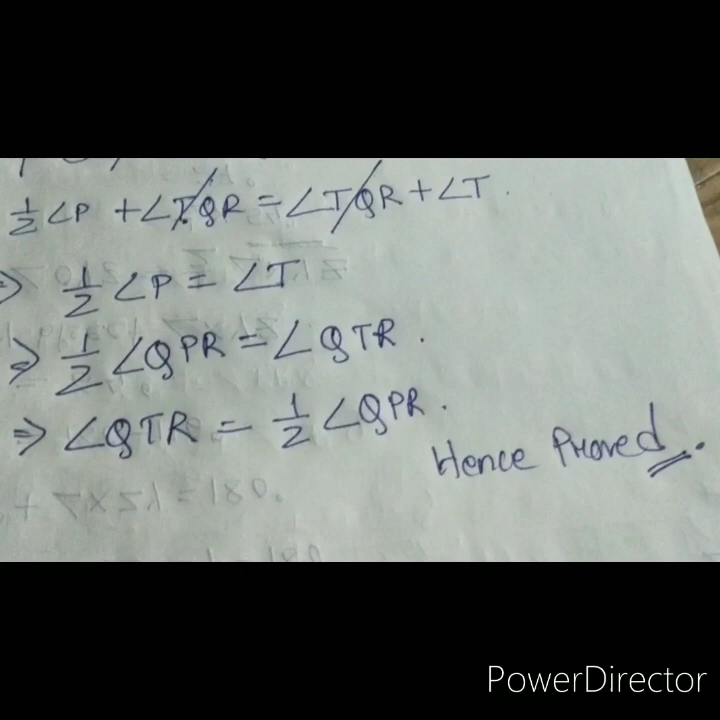 ½∠P + ∠TQR = ∠TQR + ∠T.
⇒ ½∠P = ∠T
⇒ ½∠QPR = ∠QTR.
⇒ ∠QTR = ½∠QPR.
Hence Proved.
PowerDirector